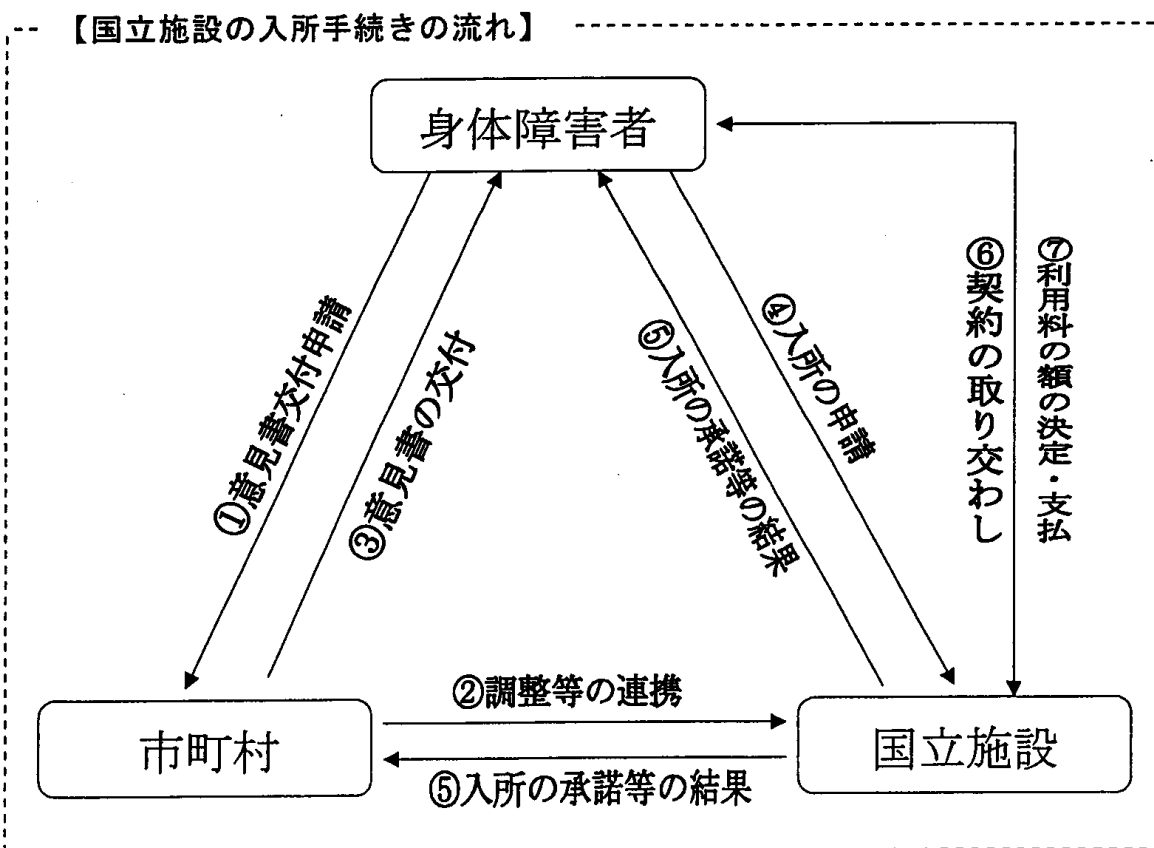 【国立施設の入所手続きの流れ】
身体障害者
①意見書交付申請
③意見書の交付
⑤入所の承諾等の結果
④入所の申請
⑥契約の取り交わし
⑦利用料の額の決定・支払
②調整等の連携
市町村
国立施設
⑤入所の承諾等の結果